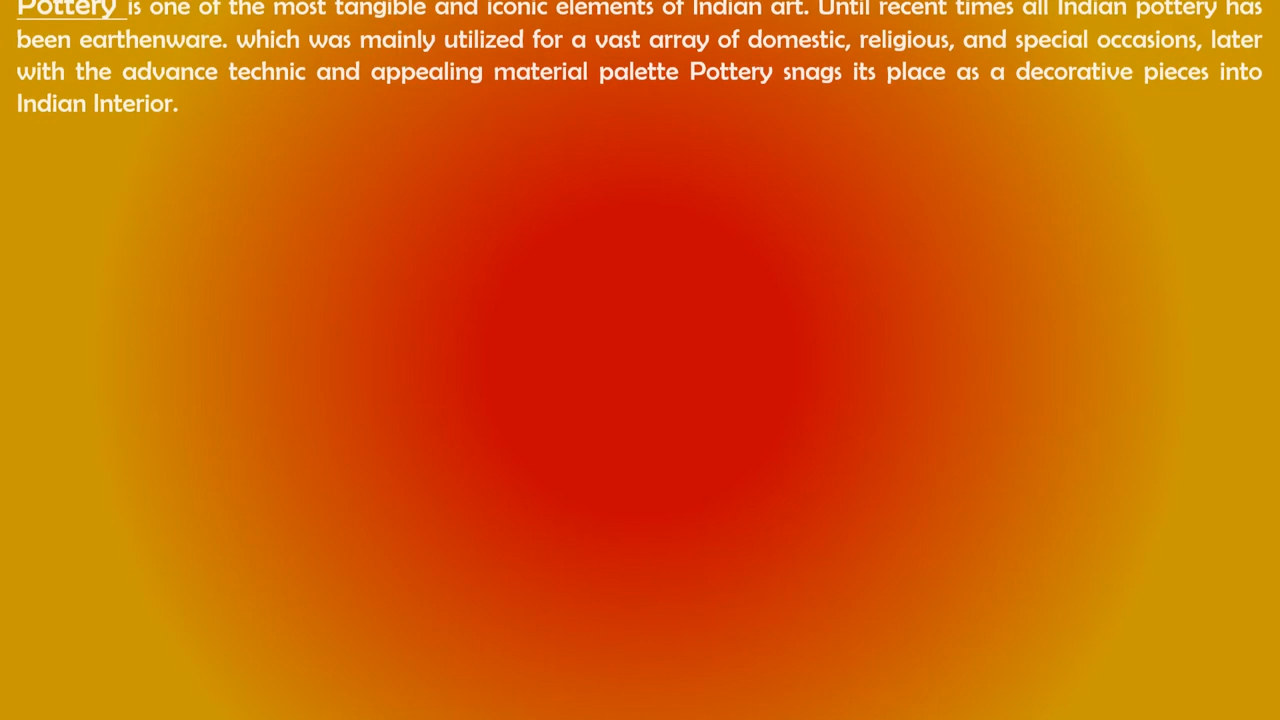 Pottery is one of the most tangible and iconic elements of Indian art. Until recent times all Indian pottery has
been earthenware. which was mainly utilized for a vast array of domestic, religious, and special occasions, later
with the advance technic and appealing material palette Pottery snags its place as a decorative pieces into
Indian Interior.